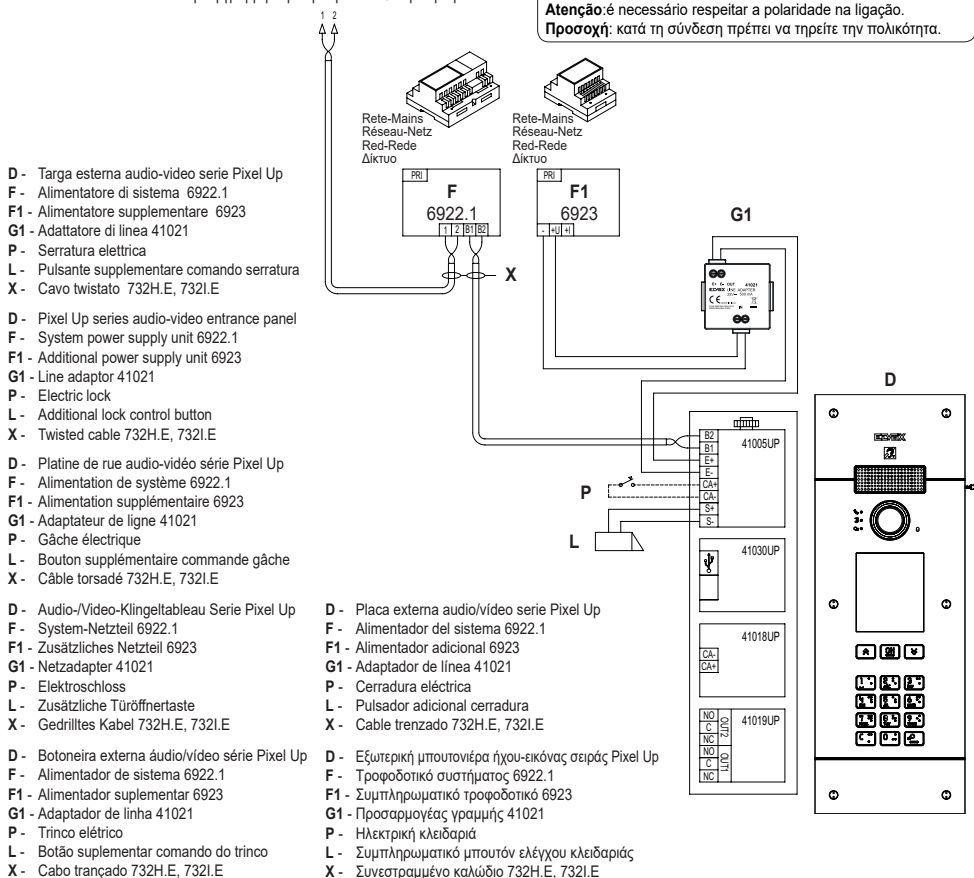 Atenção:é necessário respeitar a polaridade na ligação.
Προσοχή: κατά τη σύνδεση πρέπει να τηρείτε την πολικότητα.
1 2
Rete-Mains
Réseau-Netz
Red-Rede
Δίκτυο
Rete-Mains
Réseau-Netz
Red-Rede
Δίκτυο
PRI
F
6922.1
1 2 B1 B2
PRI
F1
6923
- +U +I
X
G1
E+ E- OUT 41021
LINE ADAPTER
CE
IN
D - Targa esterna audio-video serie Pixel Up
F - Alimentatore di sistema 6922.1
F1 - Alimentatore supplementare 6923
G1 - Adattatore di linea 41021
P - Serratura elettrica
L - Pulsante supplementare comando serratura
X - Cavo twistato 732H.E, 732I.E
D - Pixel Up series audio-video entrance panel
F - System power supply unit 6922.1
F1 - Additional power supply unit 6923
G1 - Line adaptor 41021
P - Electric lock
L - Additional lock control button
X - Twisted cable 732H.E, 732I.E
D - Platine de rue audio-vidéo série Pixel Up
F - Alimentation de système 6922.1
F1 - Alimentation supplémentaire 6923
G1 - Adaptateur de ligne 41021
P - Gâche électrique
L - Bouton supplémentaire commande gâche
X - Câble torsadé 732H.E, 732I.E
D - Audio-/Video-Klingeltableau Serie Pixel Up
F - System-Netzteil 6922.1
F1 - Zusätzliches Netzteil 6923
G1 - Netzadapter 41021
P - Elektroschloss
L - Zusätzliche Türöffnertaste
X - Gedrilltes Kabel 732H.E, 732I.E
D - Placa externa audio/vídeo serie Pixel Up
F - Alimentador del sistema 6922.1
F1 - Alimentador adicional 6923
G1 - Adaptador de línea 41021
P - Cerradura eléctrica
L - Pulsador adicional cerradura
X - Cable trenzado 732H.E, 732I.E
D - Botoneira externa áudio/vídeo série Pixel Up
F - Alimentador de sistema 6922.1
F1 - Alimentador suplementar 6923
G1 - Adaptador de linha 41021
P - Trinco elétrico
L - Botão suplementar comando do trinco
X - Cabo trançado 732H.E, 732I.E
D - Εξωτερική μπουτονιέρα ήχου-εικόνας σειράς Pixel Up
F - Τροφοδοτικό συστήματος 6922.1
F1 - Συμπληρωματικό τροφοδοτικό 6923
G1 - Προσαρμογέας γραμμής 41021
P - Ηλεκτρική κλειδαριά
L - Συμπληρωματικό μπουτόν ελέγχου κλειδαριάς
X - Συνεστραμμένο καλώδιο 732H.E, 732I.E
P
L
B2
B1
E+
E-
CA+
CA-
S+
S-
41005UP
41030UP
41018UP
CA-
CA+
41019UP
NO
C
NC
OUT2
NO
C
NC
OUT1
D
ELVOX